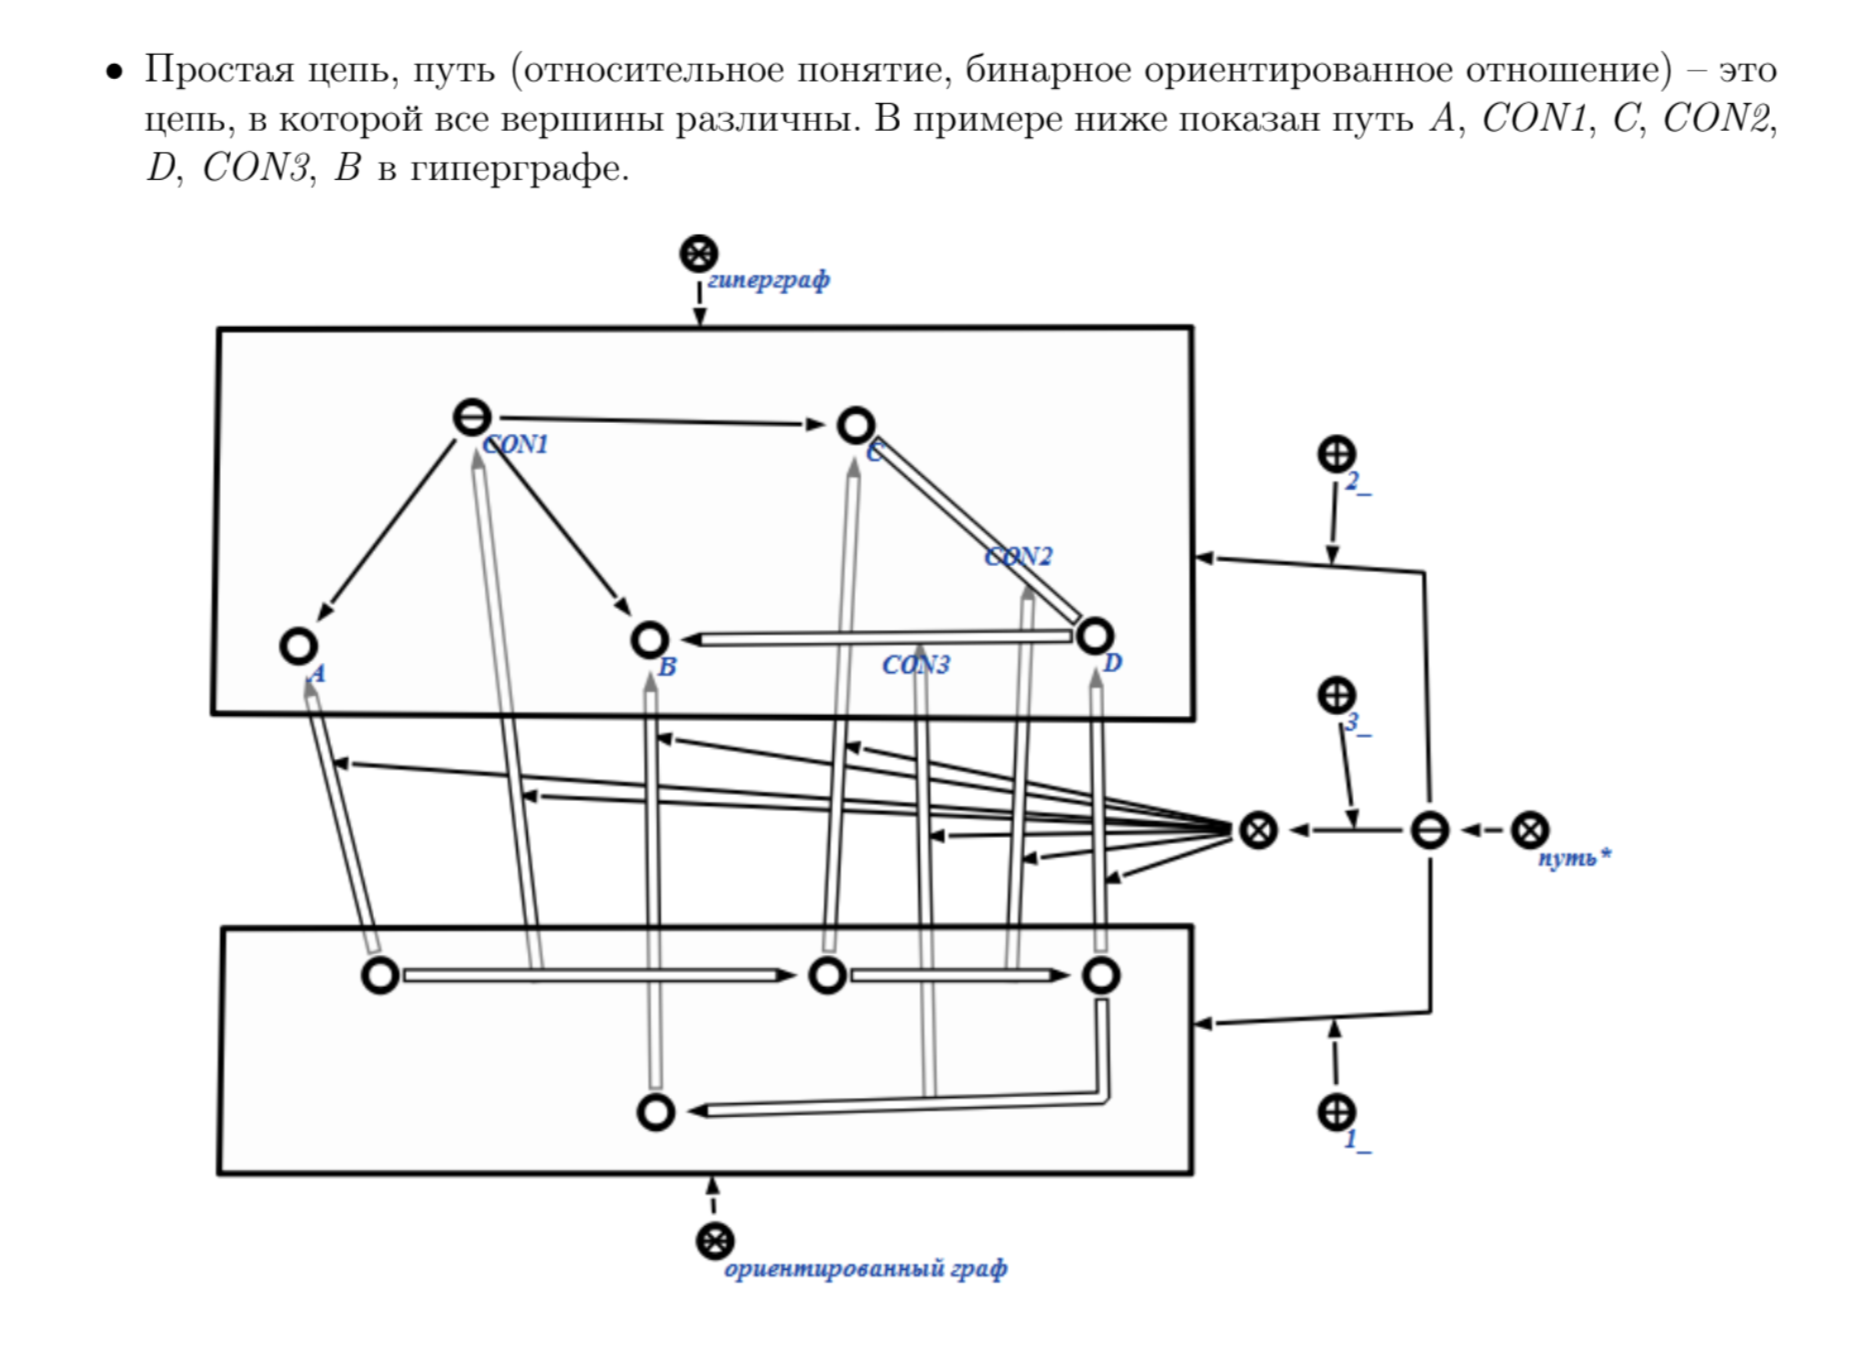 • Простая цепь, путь (относительное понятие, бинарное ориентированное отношение) – это
цепь, в которой все вершины различны. В примере ниже показан путь A, CON1, C, CON2,
D, CON3, B в гиперграфе.
гиперграф
CON1
C
2_
CON2
A
B
CON3
D
3_
путь*
1_
ориентированный граф